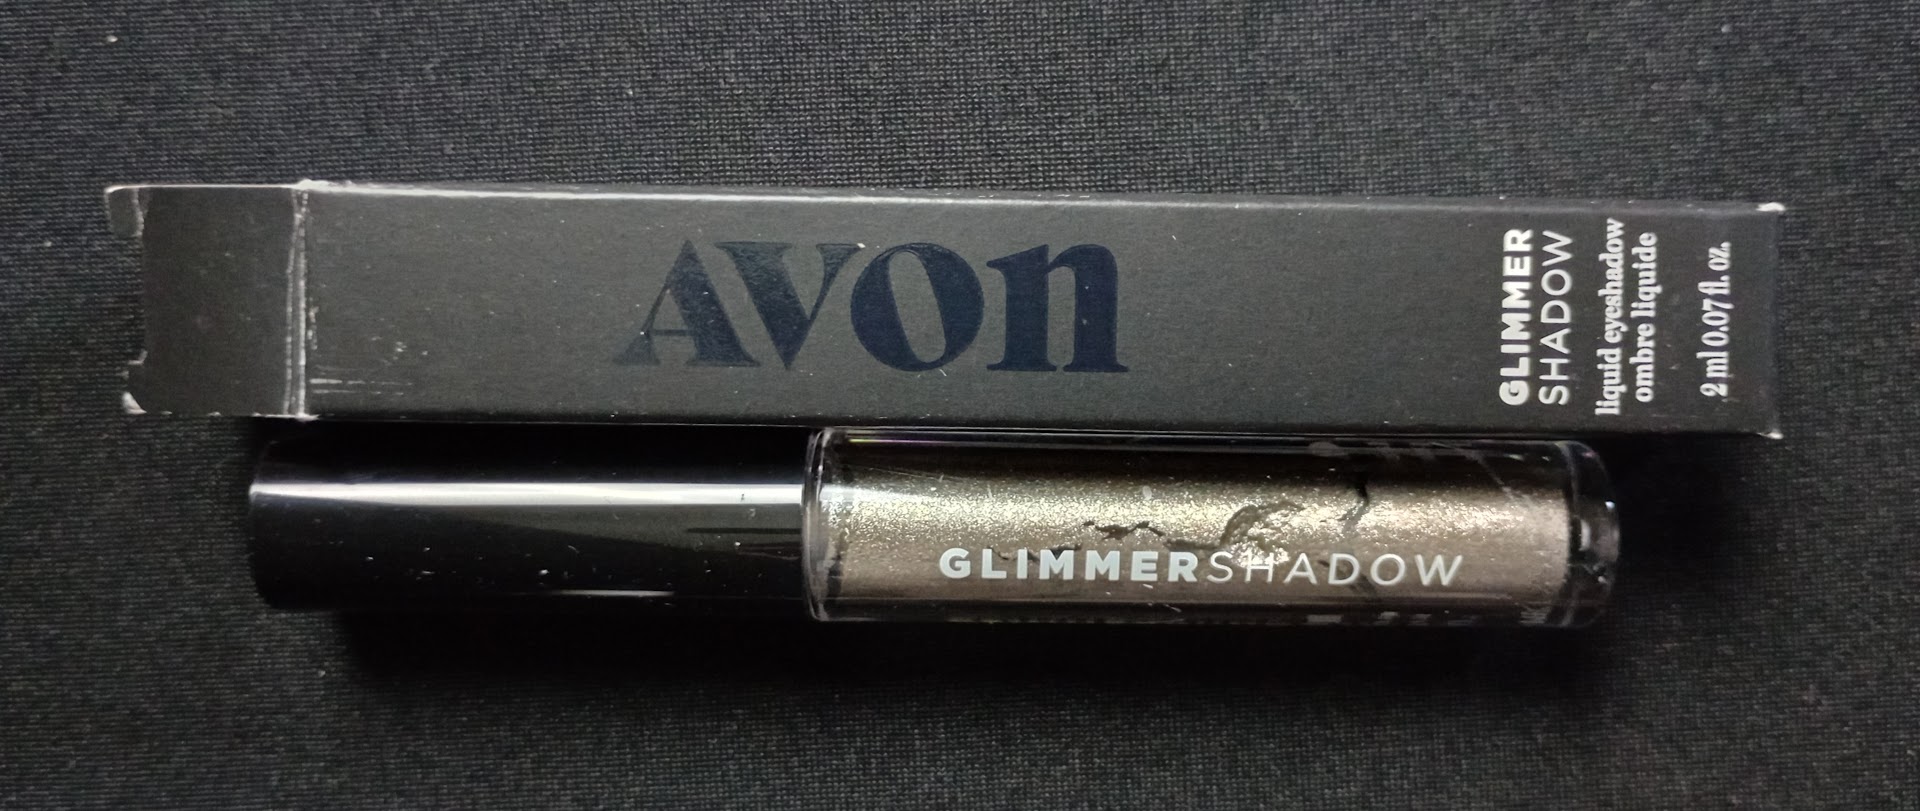 AVON
GLIMMER
SHADOW
liquid eyeshadow
ombre liquide
2 ml 0.07 fl. oz.
GLIMMERSHADOW